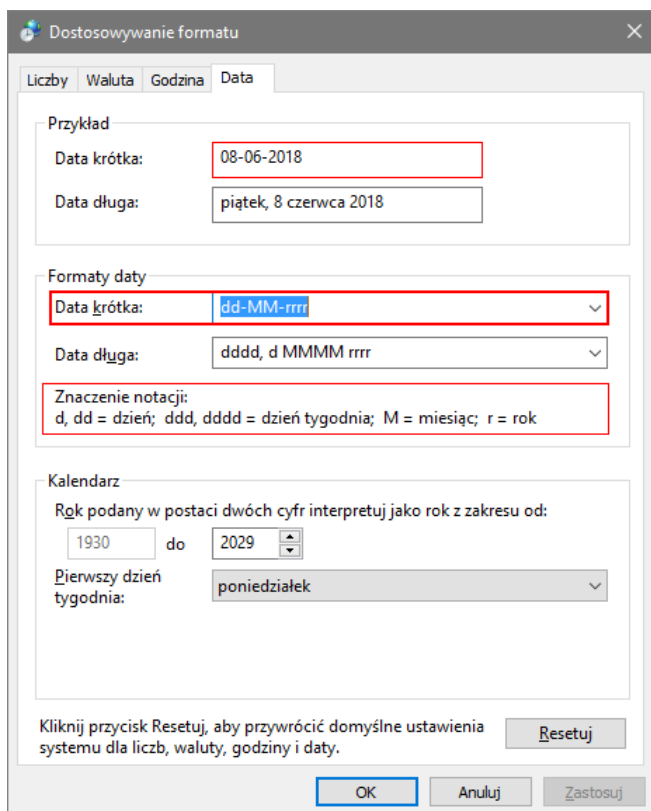 Dostosowywanie formatu
Liczby Waluta Godzina Data
Przykład
Data krótka: 08-06-2018
Data długa: piątek, 8 czerwca 2018
Formaty daty
Data krótka: dd-MM-rrrr
Data długa: dddd, d MMMM rrrr
Znaczenie notacji:
d, dd = dzień; ddd, dddd = dzień tygodnia; M = miesiąc; r = rok
Kalendarz
Rok podany w postaci dwóch cyfr interpretuj jako rok z zakresu od:
1930 do 2029
Pierwszy dzień
tygodnia: poniedziałek
Kliknij przycisk Resetuj, aby przywrócić domyślne ustawienia
systemu dla liczb, waluty, godziny i daty.
Resetuj
OK Anuluj Zastosuj